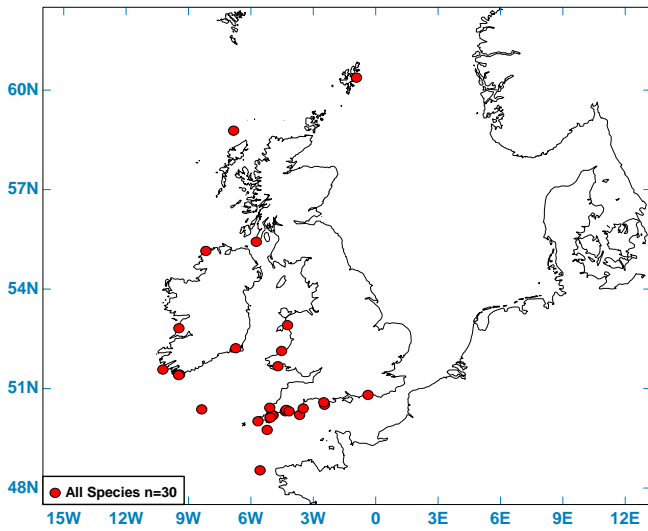 60N
57N
54N
51N
48N
All Species n=30
15W 12W 9W 6W 3W 0 3E 6E 9E 12E